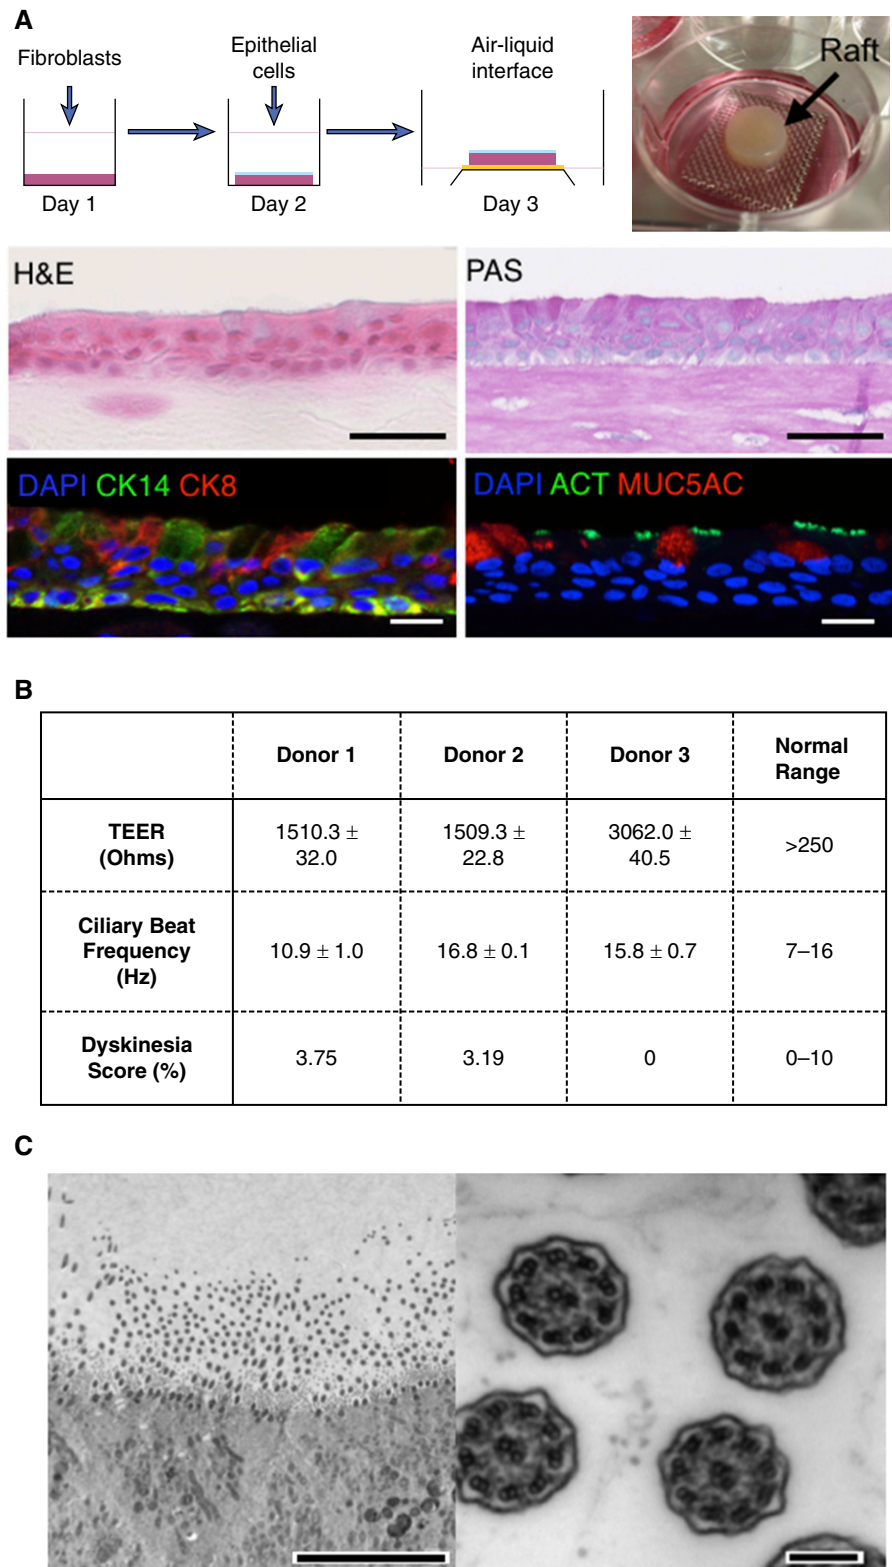 A
Fibroblasts
Epithelial
cells
Air-liquid
interface
Raft
Day 1
Day 2
Day 3
H&E
PAS
DAPI CK14 CK8
DAPI ACT MUC5AC
B
Donor 1
Donor 2
Donor 3
Normal
Range
TEER
(Ohms)
1510.3 ±
32.0
1509.3 ±
22.8
3062.0 ±
40.5
>250
Ciliary Beat
Frequency
(Hz)
10.9 ± 1.0
16.8 ± 0.1
15.8 ± 0.7
7–16
Dyskinesia
Score (%)
3.75
3.19
0
0–10
C